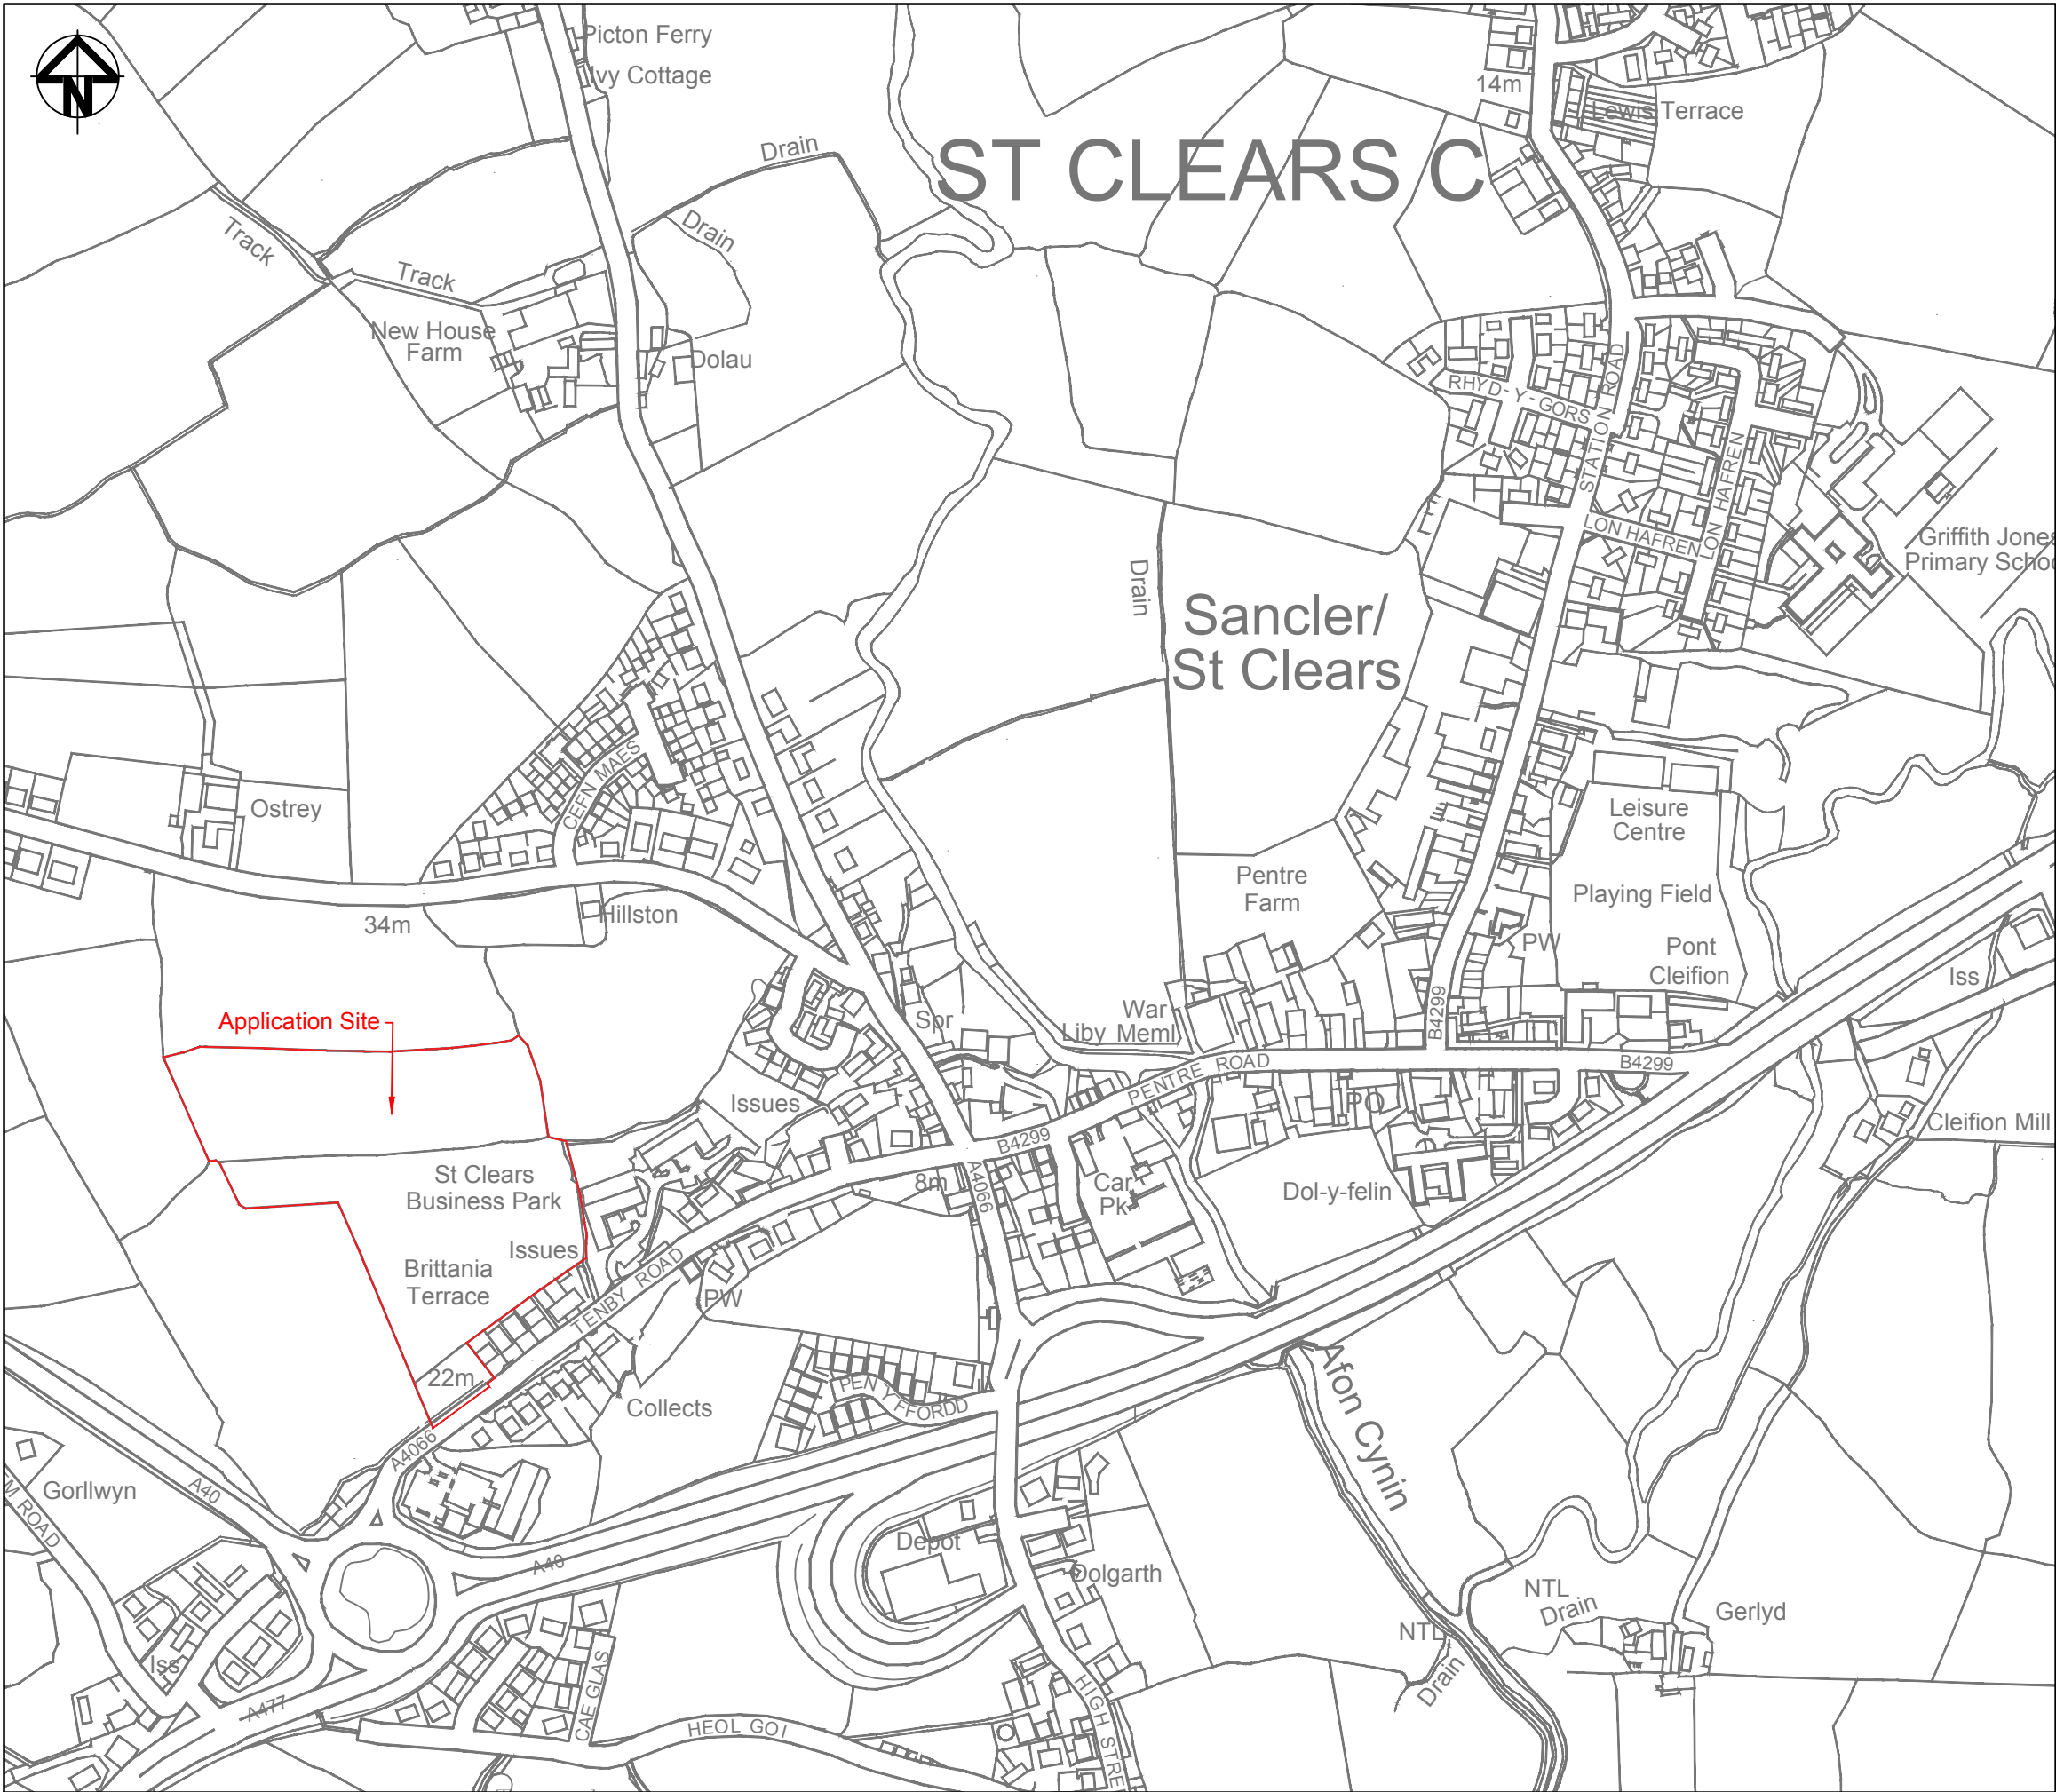 N
Picton Ferry
Ivy Cottage
14m
Lewis Terrace
ST CLEARS C
Drain
Drain
Track
Track
New House
Farm
Dolau
RHYD-Y-GORS
STATION ROAD
LON HAFREN
LON HAFREN
Griffith Jones
Primary Schoo
Drain
Sancler/
St Clears
CEFN MAES
Ostrey
Leisure
Centre
Playing Field
Pentre
Farm
34m
Hillston
PW
Pont
Cleifion
Iss
Application Site
Spr
War
Liby Meml
B4299
PENTRE ROAD
B4299
Issues
PO
Cleifion Mill
B4299
St Clears
Business Park
8m
A4066
Car
Pk
Dol-y-felin
Issues
Brittania
Terrace
TENBY ROAD
PW
22m
Collects
PEN Y FFORDD
Afon Cynin
A4066
Gorllwyn
A40
M ROAD
A40
Depot
Dolgarth
NTL
Drain
Gerlyd
NTL
Drain
Iss
A477
CAE GLAS
HEOL GOI
HIGH STREE